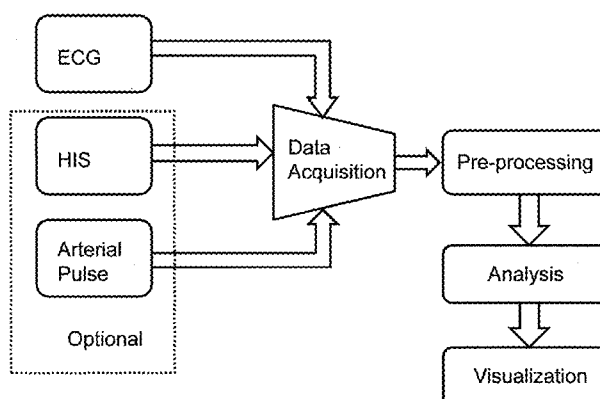 ECG
HIS
Arterial
Pulse
Optional
Data
Acquisition
Pre-processing
Analysis
Visualization